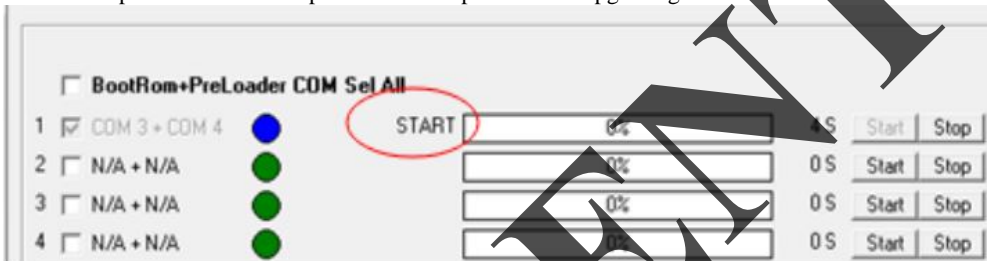 BootRom+PreLoader COM Sel All
1 COM 3 + COM 4 START 0% 4 S Start Stop
2 N/A + N/A 0% 0 S Start Stop
3 N/A + N/A 0% 0 S Start Stop
4 N/A + N/A 0% 0 S Start Stop